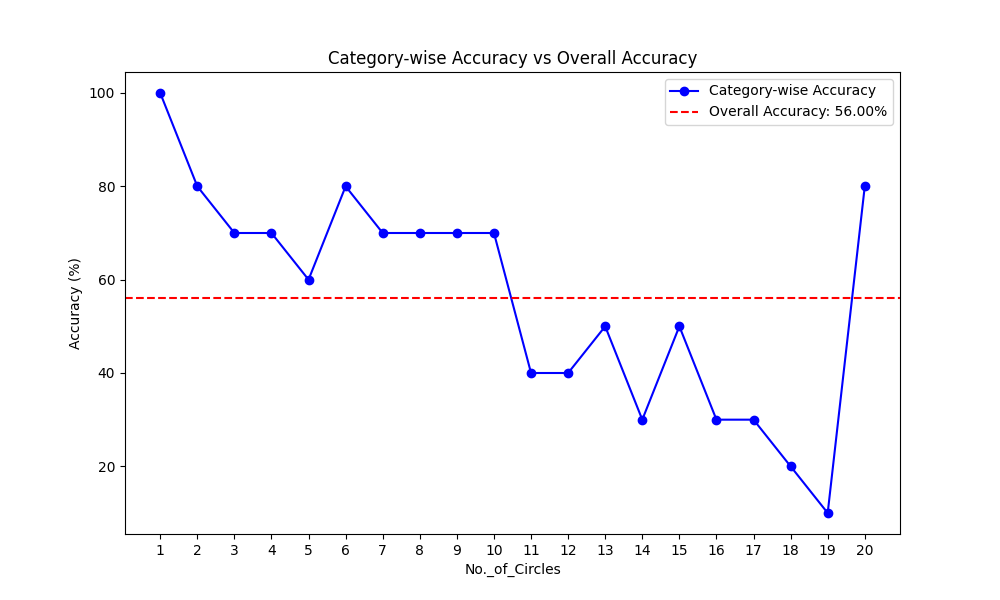 Category-wise Accuracy vs Overall Accuracy
Category-wise Accuracy
Overall Accuracy: 56.00%
Accuracy (%)
100
80
60
40
20
1 2 3 4 5 6 7 8 9 10 11 12 13 14 15 16 17 18 19 20
No._of_Circles